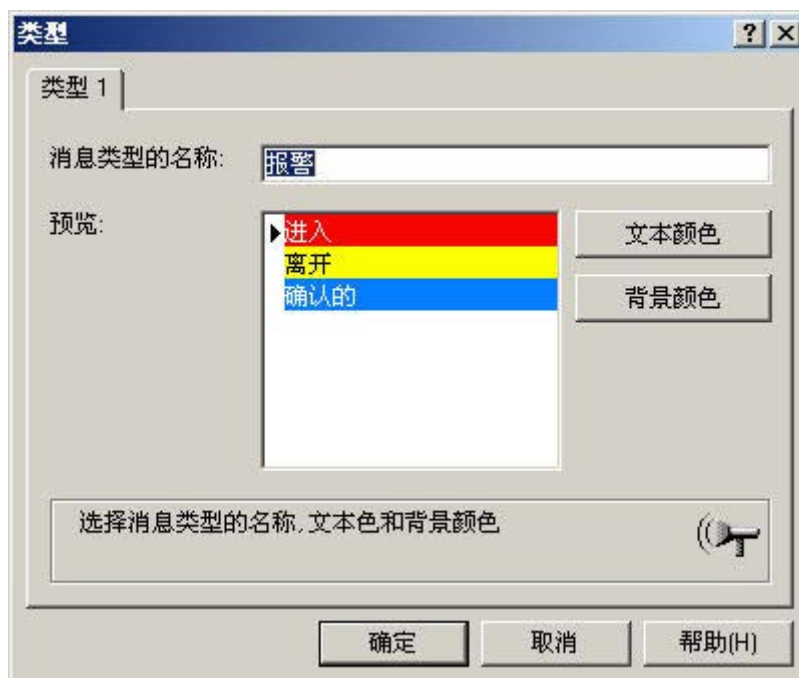 类型
类型 1
消息类型的名称:
报警
预览:
进入
离开
确认的
文本颜色
背景颜色
选择消息类型的名称,文本色和背景颜色
确定
取消
帮助(H)